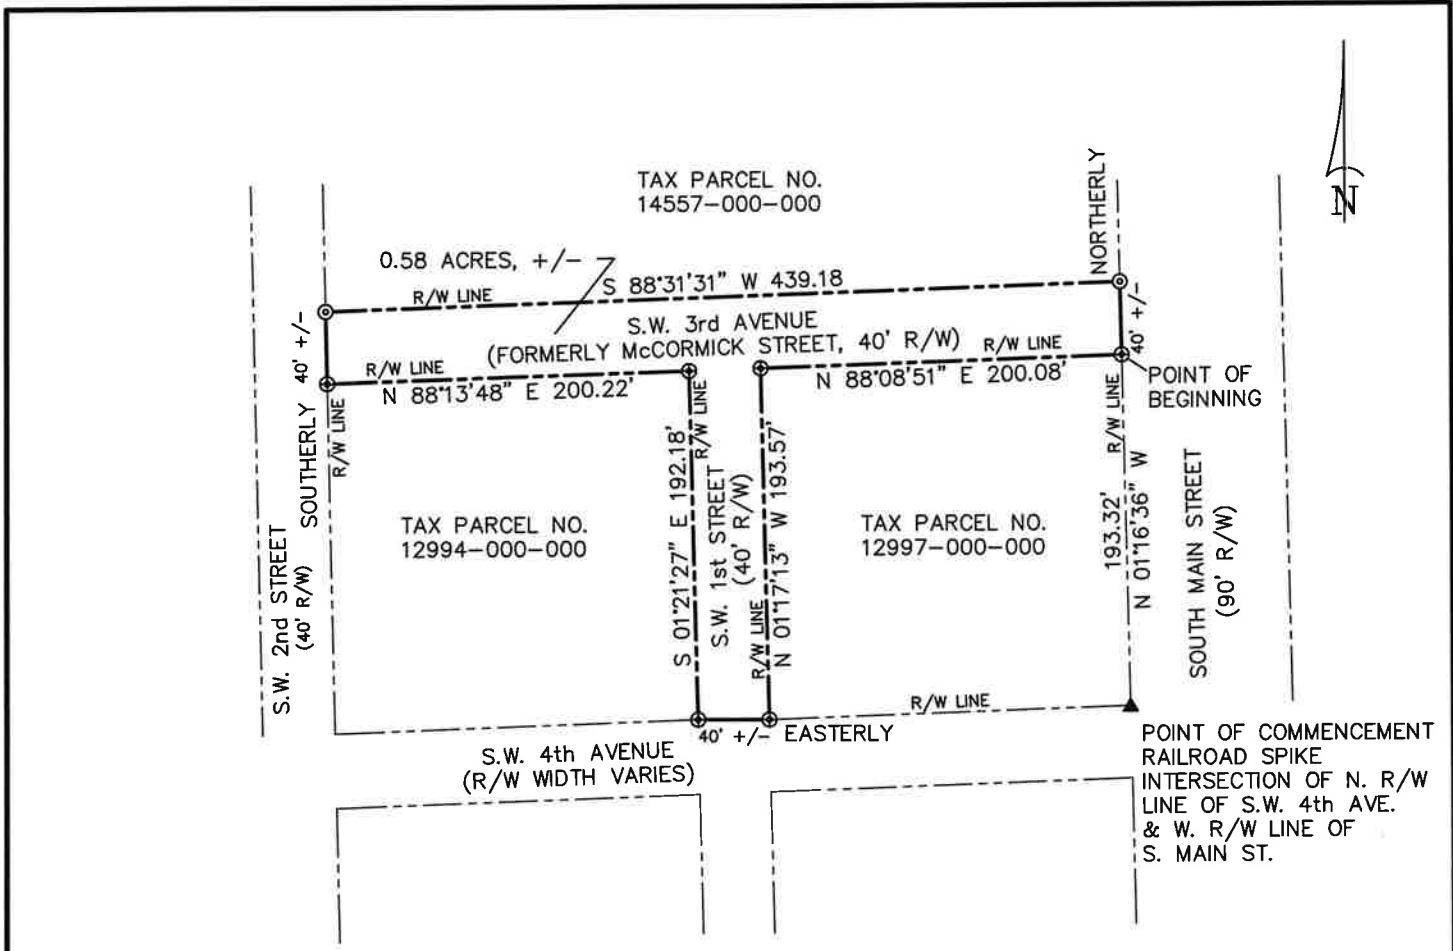 N
NORTHERLY
TAX PARCEL NO.
14557-000-000
0.58 ACRES, +/-
R/W LINE
S 88°31'31" W 439.18
40' +/-
40' +/-
S.W. 3rd AVENUE
(FORMERLY McCORMICK STREET, 40' R/W)
R/W LINE
R/W LINE
N 88°13'48" E 200.22'
N 88°08'51" E 200.08'
POINT OF
BEGINNING
SOUTHERLY
R/W LINE
R/W LINE
R/W LINE
S.W. 2nd STREET
(40' R/W)
TAX PARCEL NO.
12994-000-000
S 01°21'27" E 192.18'
S.W. 1st STREET
(40' R/W)
R/W LINE
N 01°17'13" W 193.57'
TAX PARCEL NO.
12997-000-000
193.32'
N 01°16'36" W
SOUTH MAIN STREET
(90' R/W)
R/W LINE
40' +/- EASTERLY
S.W. 4th AVENUE
(R/W WIDTH VARIES)
POINT OF COMMENCEMENT
RAILROAD SPIKE
INTERSECTION OF N. R/W
LINE OF S.W. 4th AVE.
& W. R/W LINE OF
S. MAIN ST.